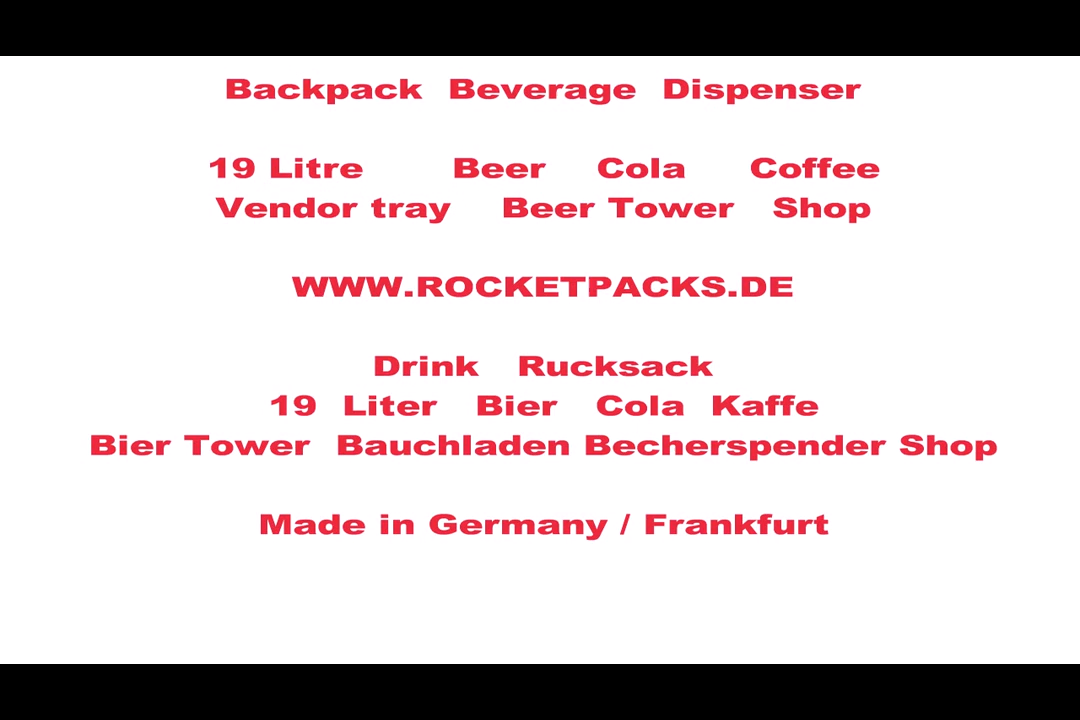 Backpack Beverage Dispenser
19 Litre Beer Cola Coffee
Vendor tray Beer Tower Shop
WWW.ROCKETPACKS.DE
Drink Rucksack
19 Liter Bier Cola Kaffe
Bier Tower Bauchladen Becherspender Shop
Made in Germany / Frankfurt